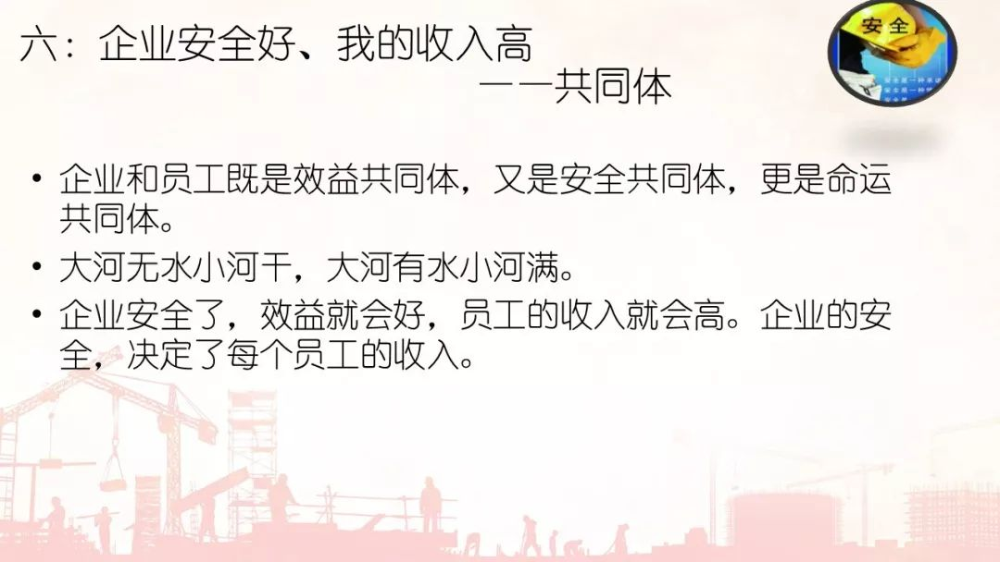 六：企业安全好、我的收入高
——共同体
安全
• 企业和员工既是效益共同体，又是安全共同体，更是命运
共同体。
• 大河无水小河干，大河有水小河满。
• 企业安全了，效益就会好，员工的收入就会高。企业的安
全，决定了每个员工的收入。